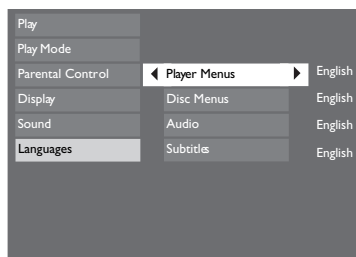 Play
Play Mode
Parental Control
Player Menus
English
Display
Disc Menus
English
Sound
Audio
English
Languages
Subtitles
English